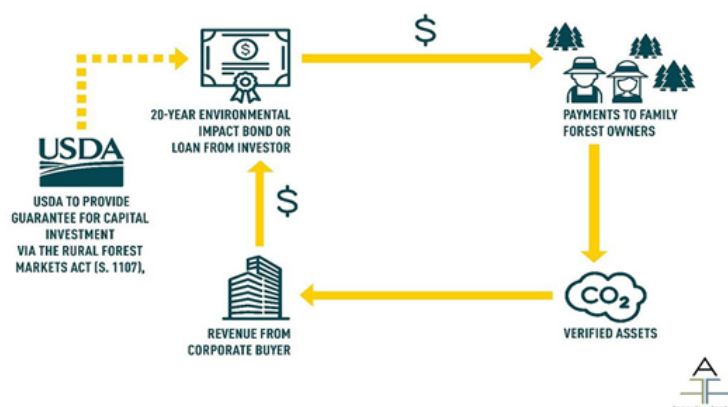 $
$
20-YEAR ENVIRONMENTAL
IMPACT BOND OR
LOAN FROM INVESTOR
PAYMENTS TO FAMILY
FOREST OWNERS
USDA
USDA TO PROVIDE
GUARANTEE FOR CAPITAL
INVESTMENT
VIA THE RURAL FOREST
MARKETS ACT (S. 1107),
$
CO2
REVENUE FROM
CORPORATE BUYER
VERIFIED ASSETS